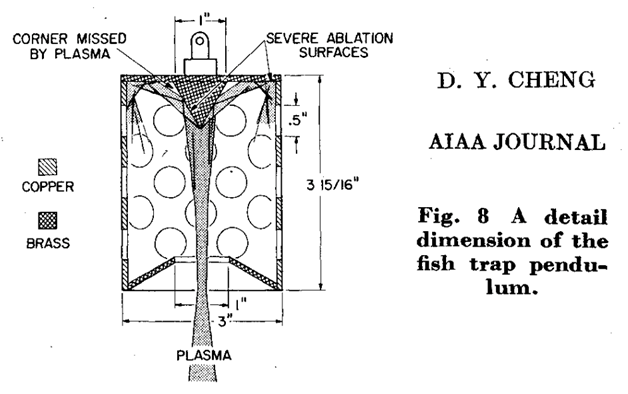 1"
CORNER MISSED
BY PLASMA
SEVERE ABLATION
SURFACES
.5"
3 15/16"
COPPER
BRASS
1"
3"
PLASMA
D. Y. CHENG
AIAA JOURNAL
Fig. 8 A detail
dimension of the
fish trap pendu-
lum.